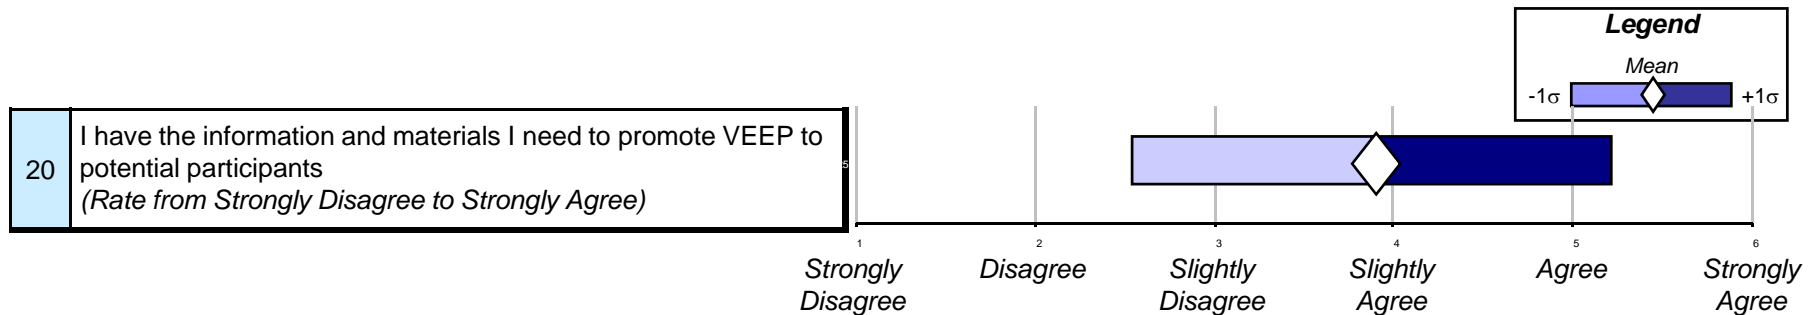 Legend
Mean
-1σ +1σ
20
I have the information and materials I need to promote VEEP to
potential participants
(Rate from Strongly Disagree to Strongly Agree)
5
1 2 3 4 5 6
Strongly Disagree Slightly Slightly Agree Strongly
Disagree Disagree Agree Agree